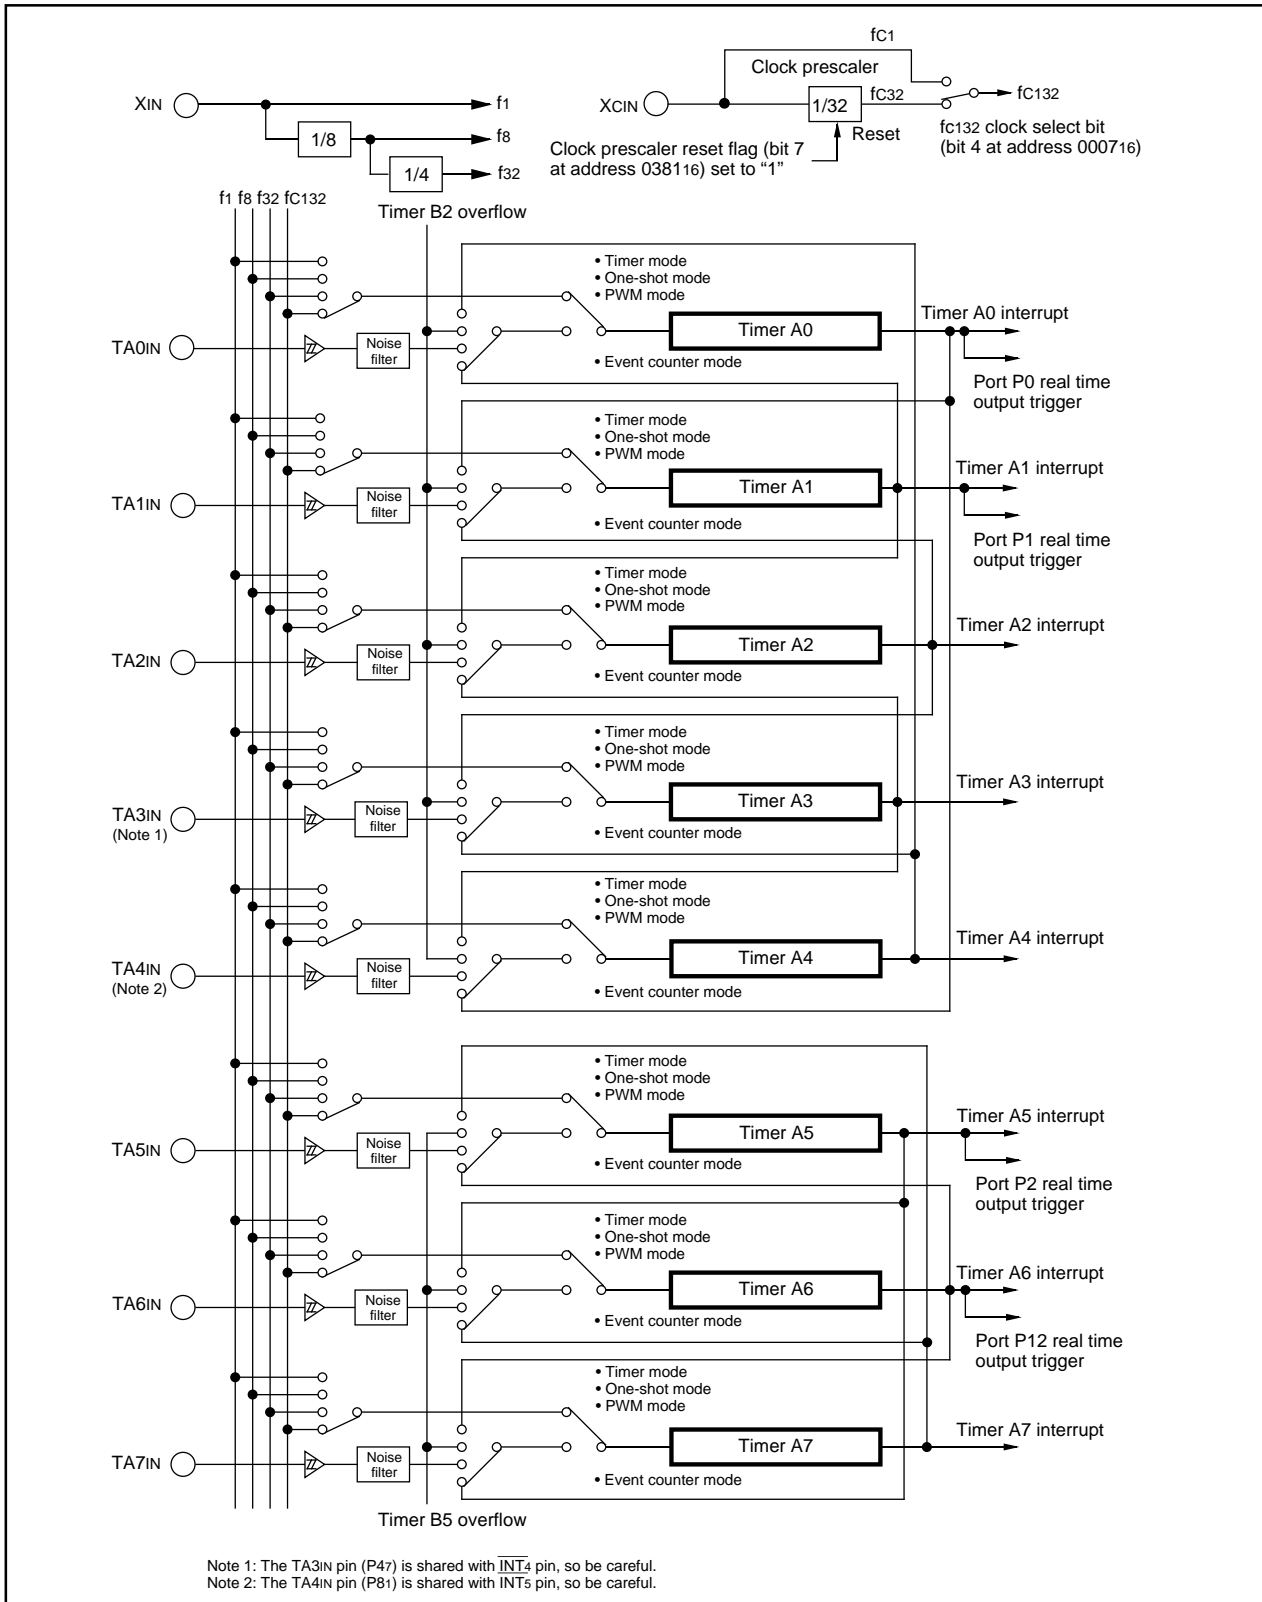 fC1
Clock prescaler
XIN
f1
XCIN
1/32
fC32
fC132
1/8
f8
Reset
fC132 clock select bit
(bit 4 at address 000716)
Clock prescaler reset flag (bit 7
at address 038116) set to “1”
1/4
f32
f1 f8 f32 fC132
Timer B2 overflow
• Timer mode
• One-shot mode
• PWM mode
Timer A0 interrupt
TA0IN
Noise
filter
Timer A0
• Event counter mode
Port P0 real time
output trigger
• Timer mode
• One-shot mode
• PWM mode
Timer A1 interrupt
TA1IN
Noise
filter
Timer A1
• Event counter mode
Port P1 real time
output trigger
• Timer mode
• One-shot mode
• PWM mode
Timer A2 interrupt
TA2IN
Noise
filter
Timer A2
• Event counter mode
• Timer mode
• One-shot mode
• PWM mode
Timer A3 interrupt
TA3IN
(Note 1)
Noise
filter
Timer A3
• Event counter mode
• Timer mode
• One-shot mode
• PWM mode
Timer A4 interrupt
TA4IN
(Note 2)
Noise
filter
Timer A4
• Event counter mode
• Timer mode
• One-shot mode
• PWM mode
Timer A5 interrupt
TA5IN
Noise
filter
Timer A5
• Event counter mode
Port P2 real time
output trigger
• Timer mode
• One-shot mode
• PWM mode
Timer A6 interrupt
TA6IN
Noise
filter
Timer A6
• Event counter mode
Port P12 real time
output trigger
• Timer mode
• One-shot mode
• PWM mode
Timer A7 interrupt
TA7IN
Noise
filter
Timer A7
• Event counter mode
Timer B5 overflow
Note 1: The TA3IN pin (P47) is shared with INT4 pin, so be careful.
Note 2: The TA4IN pin (P81) is shared with INT5 pin, so be careful.